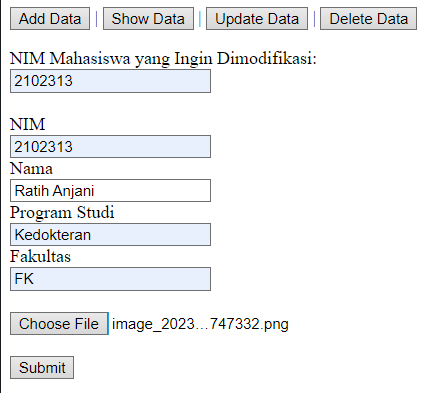 Add Data | Show Data | Update Data | Delete Data
NIM Mahasiswa yang Ingin Dimodifikasi:
2102313
NIM
2102313
Nama
Ratih Anjani
Program Studi
Kedokteran
Fakultas
FK
Choose File image_2023...747332.png
Submit